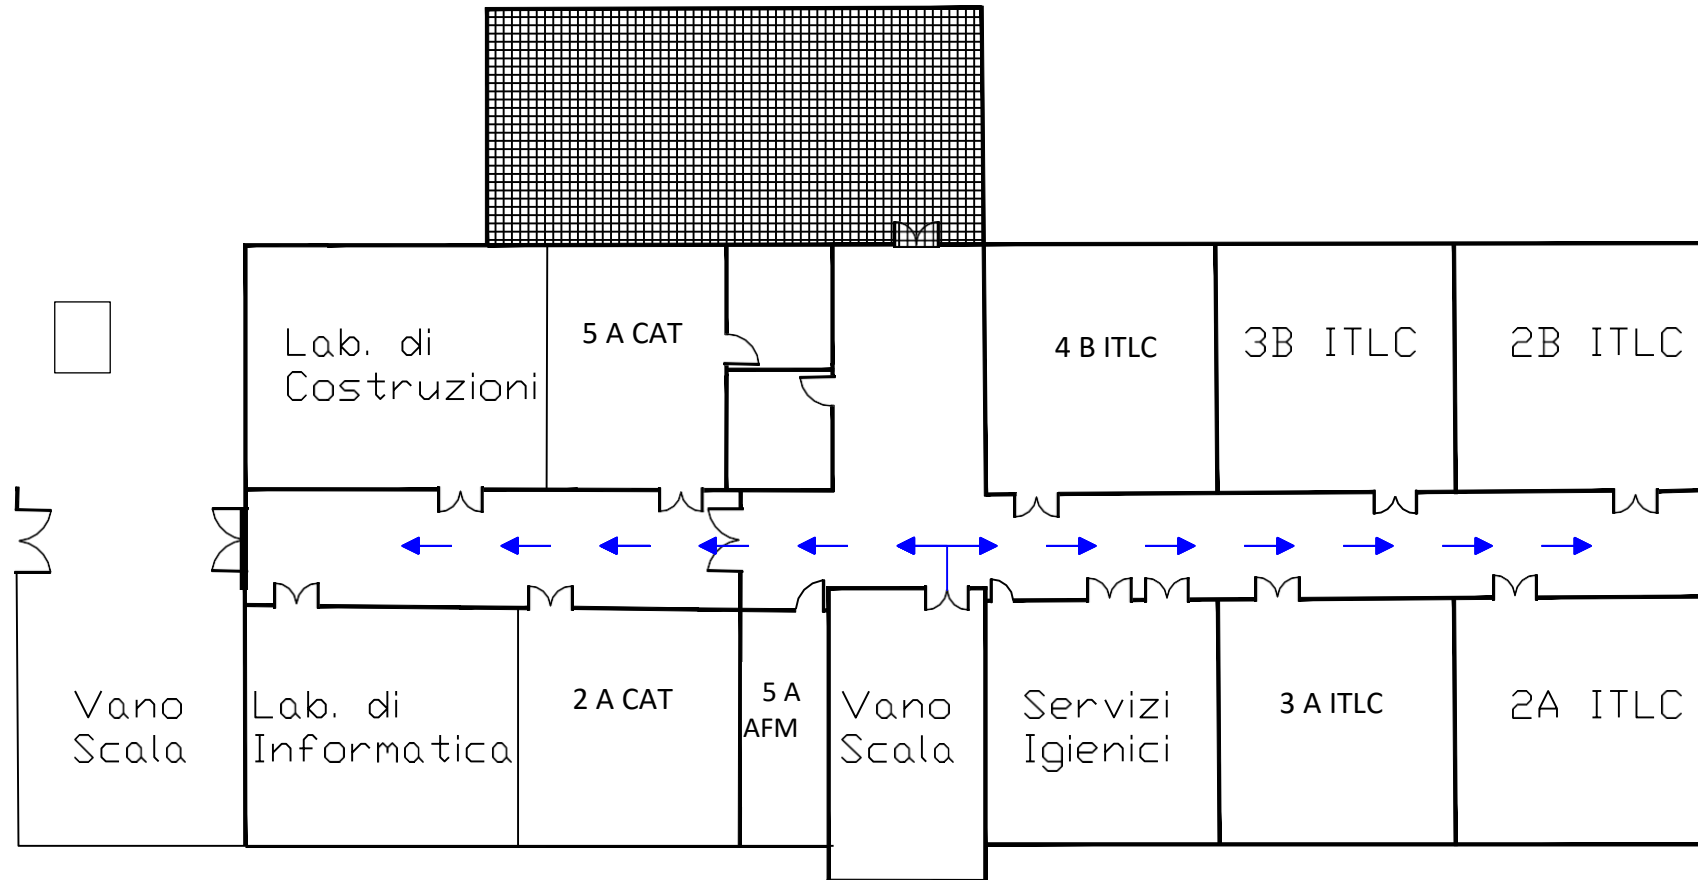 Lab. di
Costruzioni
5 A CAT
4 B ITLC
3B ITLC
2B ITLC
Vano
Scala
Lab. di
Informatica
2 A CAT
5 A
AFM
Vano
Scala
Servizi
Igienici
3 A ITLC
2A ITLC